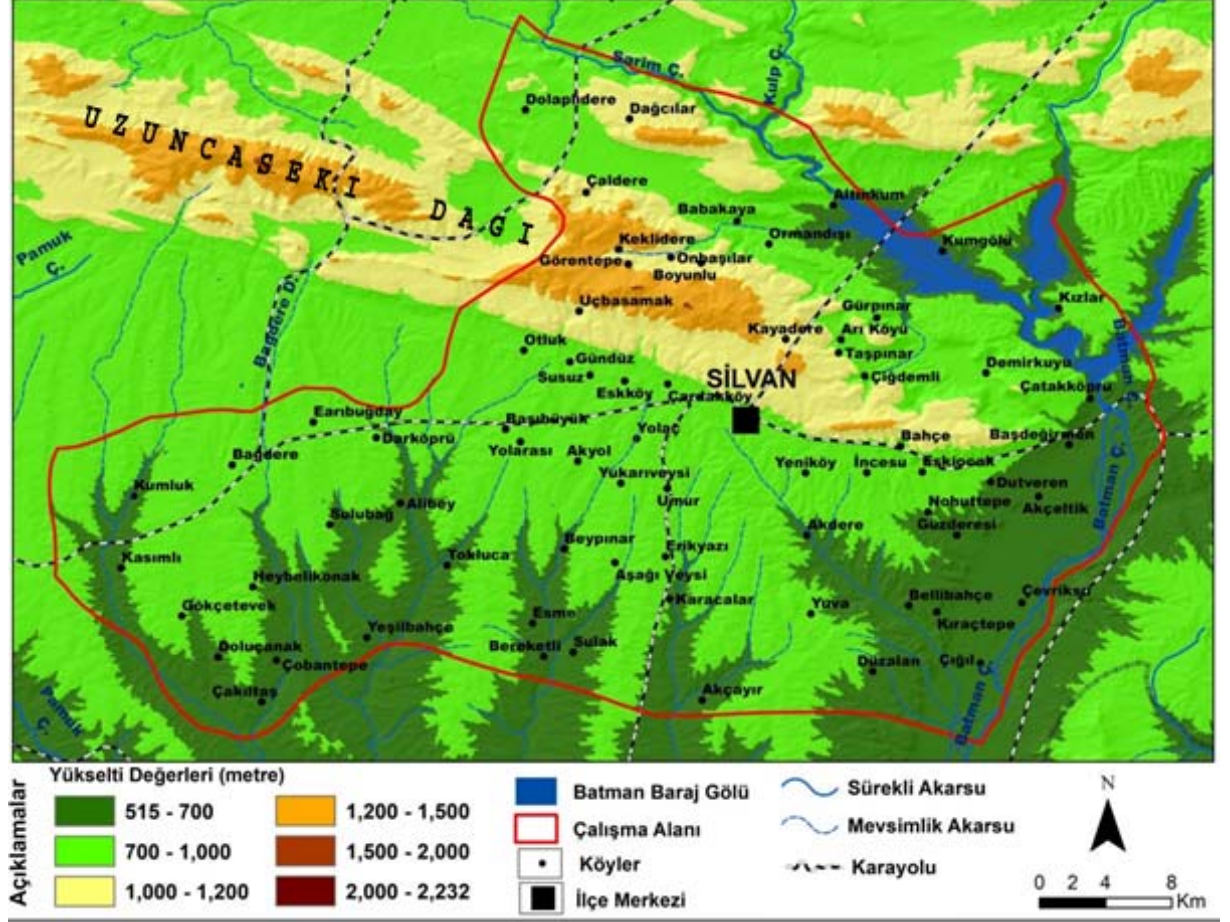 Sarim Ç.
Kulp Ç.
Dolapdere
Dağcılar
UZUNCASEKİ DAGI
Çaldere
Babakaya
Altınkum
Ormandışı
Kumgölü
Pamuk Ç.
Keklidere
Görentepe
Onbaşılar
Boyunlu
Uçbasamak
Gürpınar
Kızlar
Bağdere D.
Kayadere
Arı Köyü
Otluk
Gündüz
Taşpınar
Batman Ç.
Demirkuyu
Susuz
Eskköy
SİLVAN
Çiğdemli
Çatakköprü
Çardakköy
Earıbuğday
Başıbüyük
Darköprü
Yolaç
Bahçe
Başdeğirmen
Bağdere
Yolarası
Akyol
Yeniköy
İncesu
Eskiocak
Kumluk
Yukarıveysi
Umur
Dutveren
Batman Ç.
Alibey
Nohuttepe
Akçeltik
Sulubağ
Akdere
Güzderesi
Kasımlı
Tokluca
Beypınar
Erikyazı
Heybelikonak
Aşağı Veysi
Gökçetevek
Karacalar
Yuva
Bellibahçe
Çevriksu
Esme
Kıraçtepe
Yeşilbahçe
Doluçanak
Çobantepe
Bereketli
Sulak
Düzalan
Çığıl
Çakıltaş
Akçayır
Pamuk Ç.
Batman Ç.
Açıklamalar
Yükselti Değerleri (metre)
515 - 700
700 - 1,000
1,000 - 1,200
1,200 - 1,500
1,500 - 2,000
2,000 - 2,232
Batman Baraj Gölü
Çalışma Alanı
Köyler
İlçe Merkezi
Sürekli Akarsu
Mevsimlik Akarsu
Karayolu
N
0 2 4 8
Km